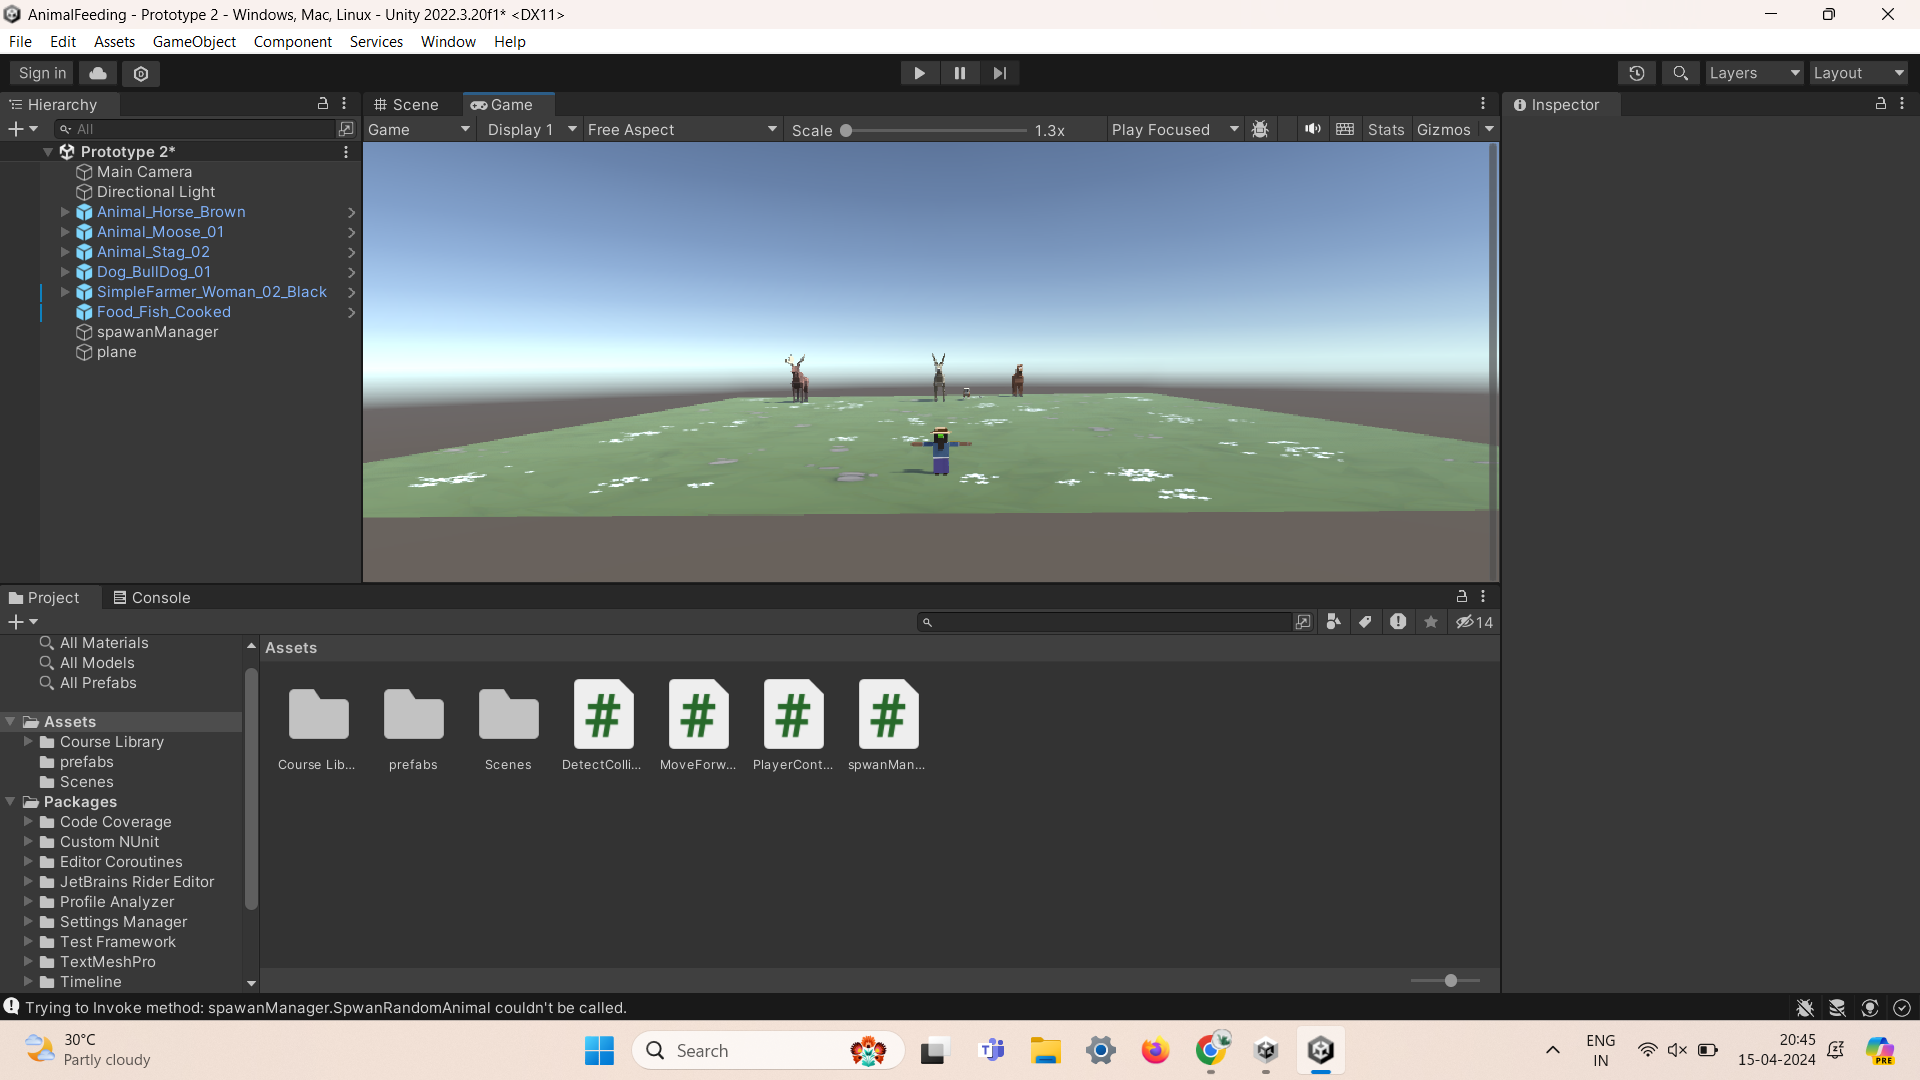 AnimalFeeding - Prototype 2 - Windows, Mac, Linux - Unity 2022.3.20f1* <DX11>
File Edit Assets GameObject Component Services Window Help
Sign in
Layers Layout
Hierarchy
All
Prototype 2*
Main Camera
Directional Light
Animal_Horse_Brown
Animal_Moose_01
Animal_Stag_02
Dog_BullDog_01
SimpleFarmer_Woman_02_Black
Food_Fish_Cooked
spawanManager
plane
Scene Game
Game Display 1 Free Aspect Scale 1.3x Play Focused Stats Gizmos
Inspector
Project Console
14
All Materials
All Models
All Prefabs
Assets
Course Library
prefabs
Scenes
Packages
Code Coverage
Custom NUnit
Editor Coroutines
JetBrains Rider Editor
Profile Analyzer
Settings Manager
Test Framework
TextMeshPro
Timeline
Assets
Course Lib... prefabs Scenes DetectColli... MoveForw... PlayerCont... spwanMan...
Trying to Invoke method: spawanManager.SpwanRandomAnimal couldn't be called.
30°C
Partly cloudy
Search
ENG
IN
20:45
15-04-2024
PRE